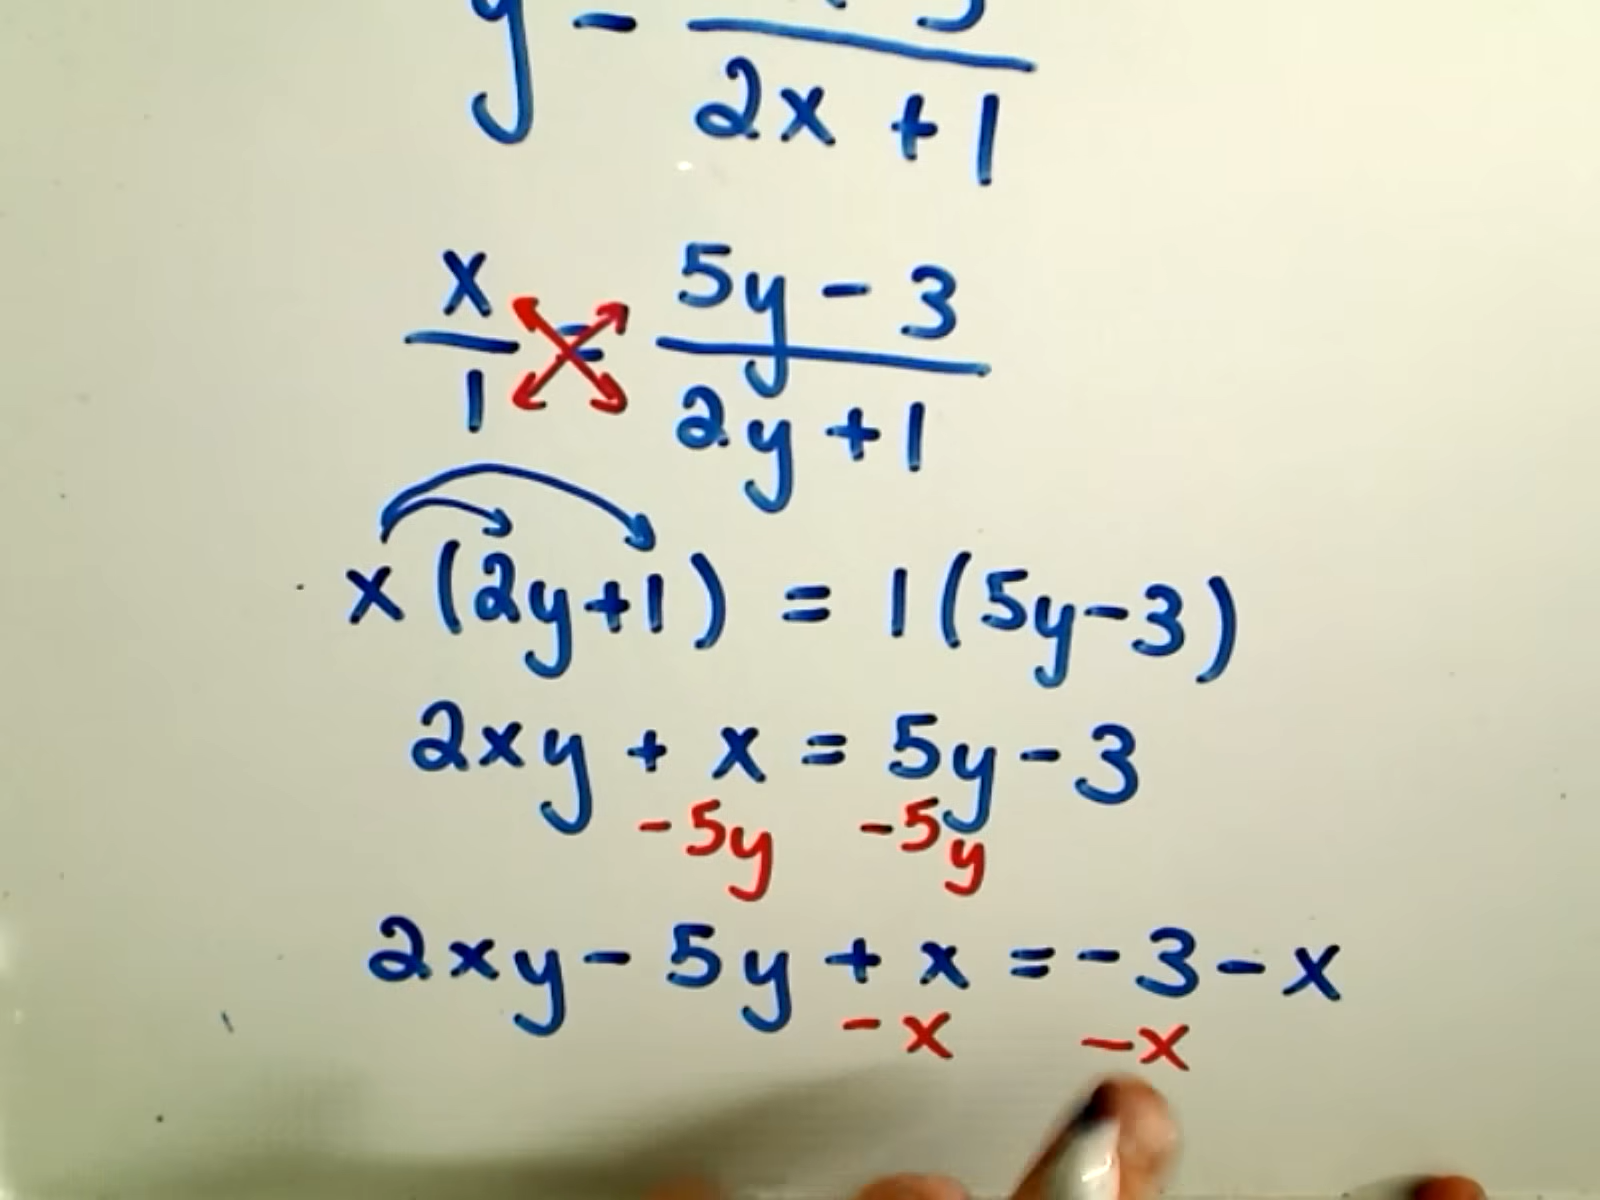 y =
2x + 1
x/1 = 5y - 3/2y + 1
x(2y+1) = 1(5y-3)
2xy + x = 5y - 3
-5y -5y
2xy - 5y + x = -3 - x
-x -x